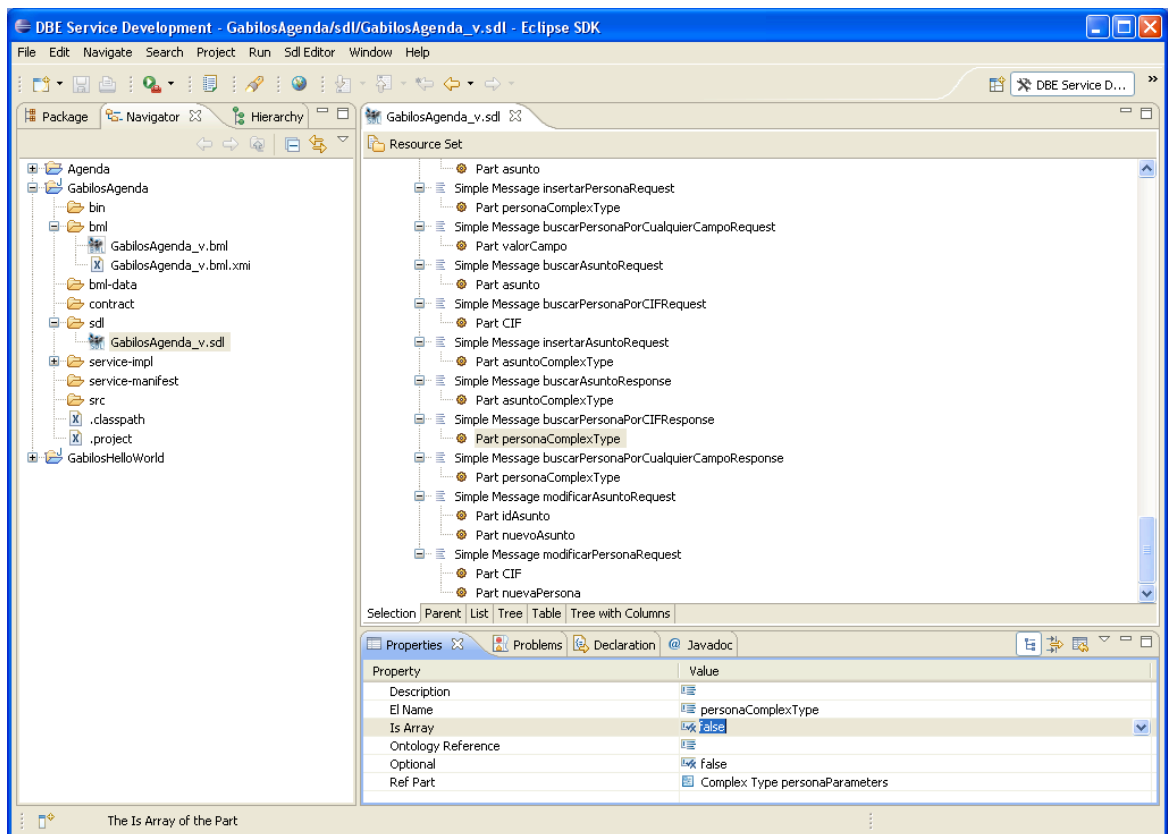 DBE Service Development - GabilosAgenda/sdl/GabilosAgenda_v.sdl - Eclipse SDK
File Edit Navigate Search Project Run Sdl Editor Window Help
DBE Service D... »
Package Navigator Hierarchy
GabilosAgenda_v.sdl
Resource Set
Agenda
GabilosAgenda
bin
bml
GabilosAgenda_v.bml
GabilosAgenda_v.bml.xmi
bml-data
contract
sdl
GabilosAgenda_v.sdl
service-impl
service-manifest
src
.classpath
.project
GabilosHelloWorld
Part asunto
Simple Message insertarPersonaRequest
Part personaComplexType
Simple Message buscarPersonaPorCualquierCampoRequest
Part valorCampo
Simple Message buscarAsuntoRequest
Part asunto
Simple Message buscarPersonaPorCIFRequest
Part CIF
Simple Message insertarAsuntoRequest
Part asuntoComplexType
Simple Message buscarAsuntoResponse
Part asuntoComplexType
Simple Message buscarPersonaPorCIFResponse
Part personaComplexType
Simple Message buscarPersonaPorCualquierCampoResponse
Part personaComplexType
Simple Message modificarAsuntoRequest
Part idAsunto
Part nuevoAsunto
Simple Message modificarPersonaRequest
Part CIF
Part nuevaPersona
Selection Parent List Tree Table Tree with Columns
Properties Problems Declaration @ Javadoc
Property Value
Description
El Name personaComplexType
Is Array false
Ontology Reference
Optional false
Ref Part Complex Type personaParameters
The Is Array of the Part